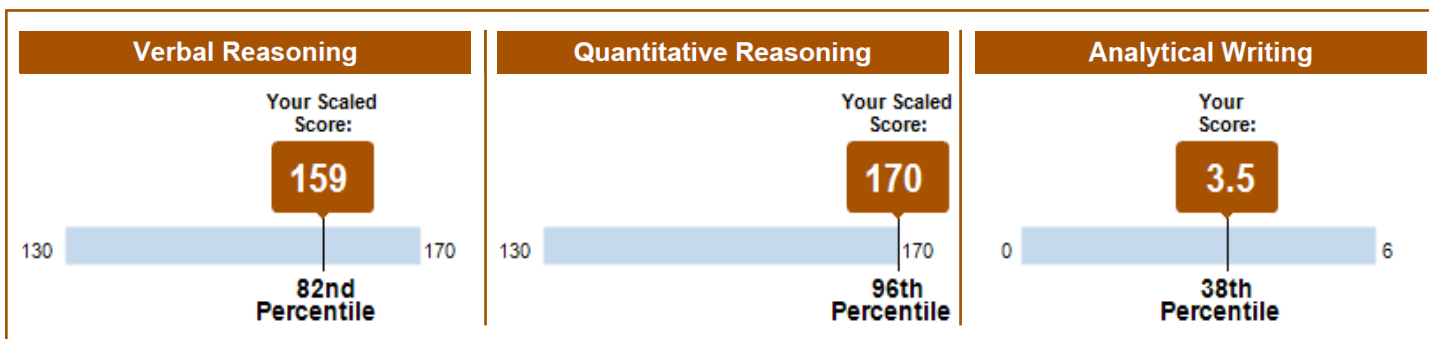 Verbal Reasoning
Your Scaled
Score:
159
130
170
82nd
Percentile
Quantitative Reasoning
Your Scaled
Score:
170
130
170
96th
Percentile
Analytical Writing
Your
Score:
3.5
0
6
38th
Percentile